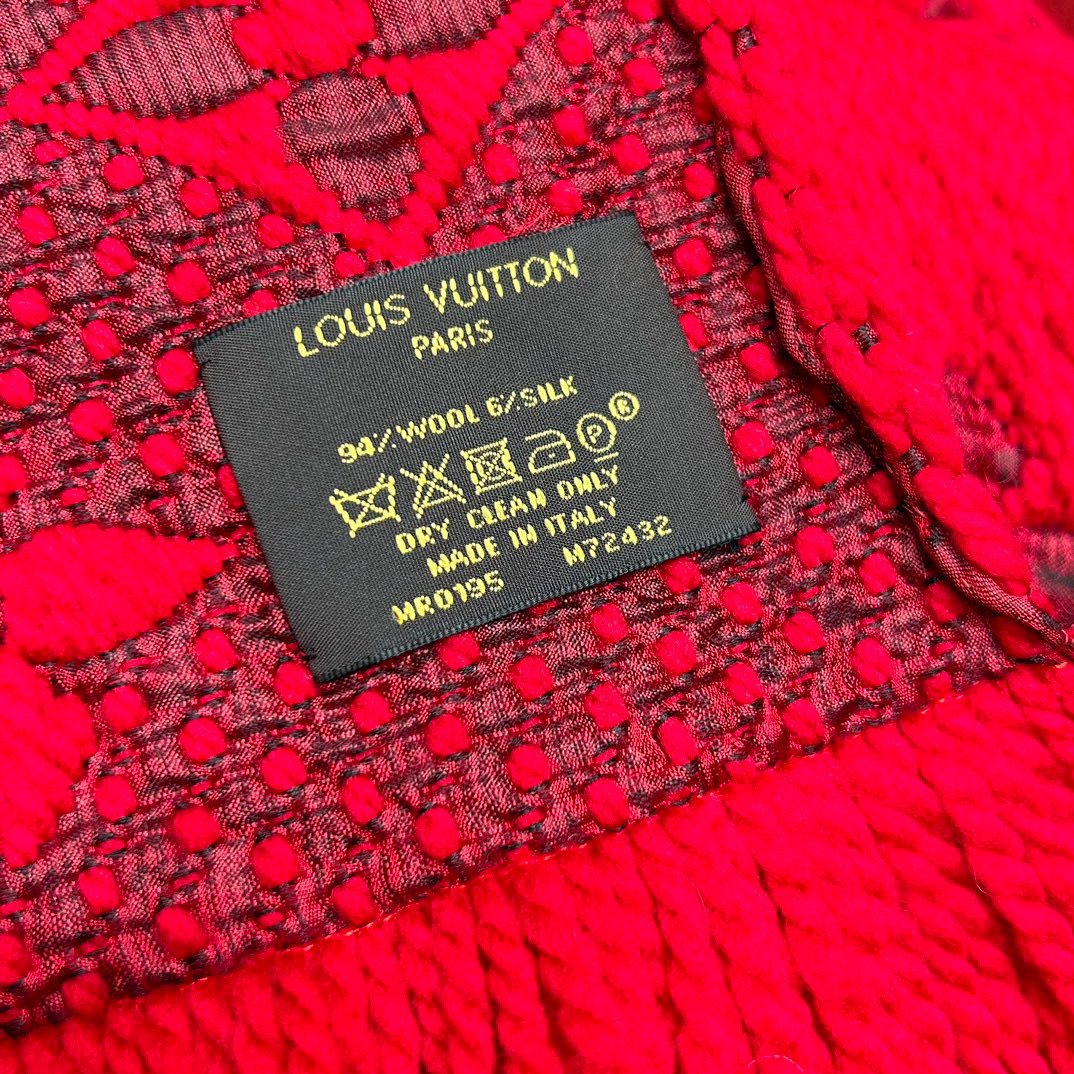 LOUIS VUITTON
PARIS
94% WOOL 6% SILK
P R
DRY CLEAN ONLY
MADE IN ITALY
MR0195 M72432